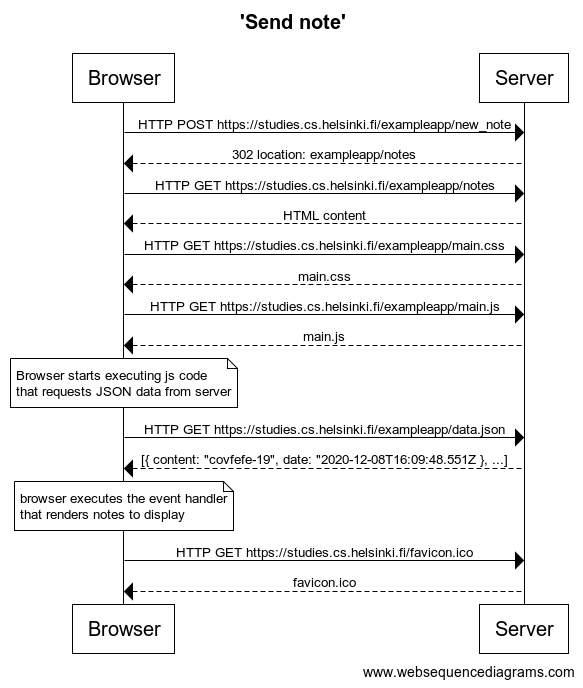 'Send note'
Browser
Server
HTTP POST https://studies.cs.helsinki.fi/exampleapp/new_note
302 location: exampleapp/notes
HTTP GET https://studies.cs.helsinki.fi/exampleapp/notes
HTML content
HTTP GET https://studies.cs.helsinki.fi/exampleapp/main.css
main.css
HTTP GET https://studies.cs.helsinki.fi/exampleapp/main.js
main.js
Browser starts executing js code
that requests JSON data from server
HTTP GET https://studies.cs.helsinki.fi/exampleapp/data.json
[{ content: "covfefe-19", date: "2020-12-08T16:09:48.551Z }, ...]
browser executes the event handler
that renders notes to display
HTTP GET https://studies.cs.helsinki.fi/favicon.ico
favicon.ico
Browser
Server
www.websequencediagrams.com